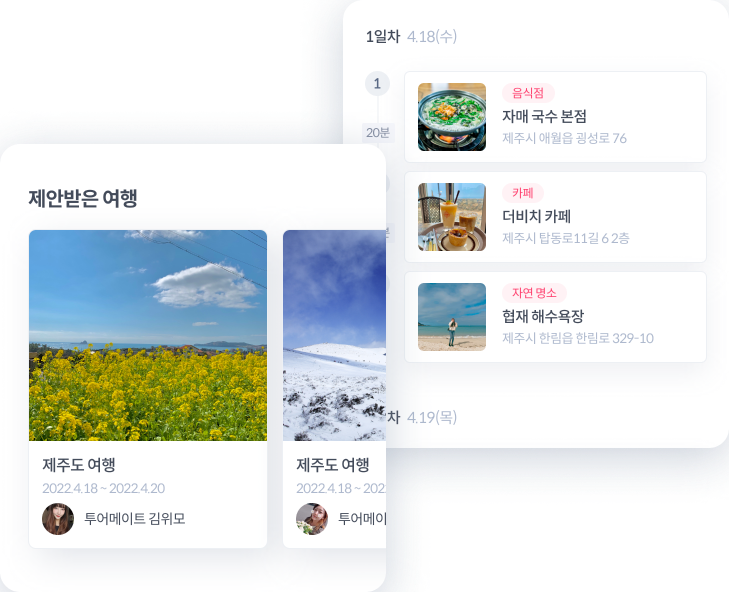 1일차 4.18(수)
1
20분
음식점
자매 국수 본점
제주시 애월읍 굄성로 76
카페
더비치 카페
제주시 탑동로11길 6 2층
자연 명소
협재 해수욕장
제주시 한림읍 한림로 329-10
차 4.19(목)
제안받은 여행
제주도 여행
2022.4.18 ~ 2022.4.20
투어메이트 김위모
제주도 여행
2022.4.18 ~ 202
투어메이